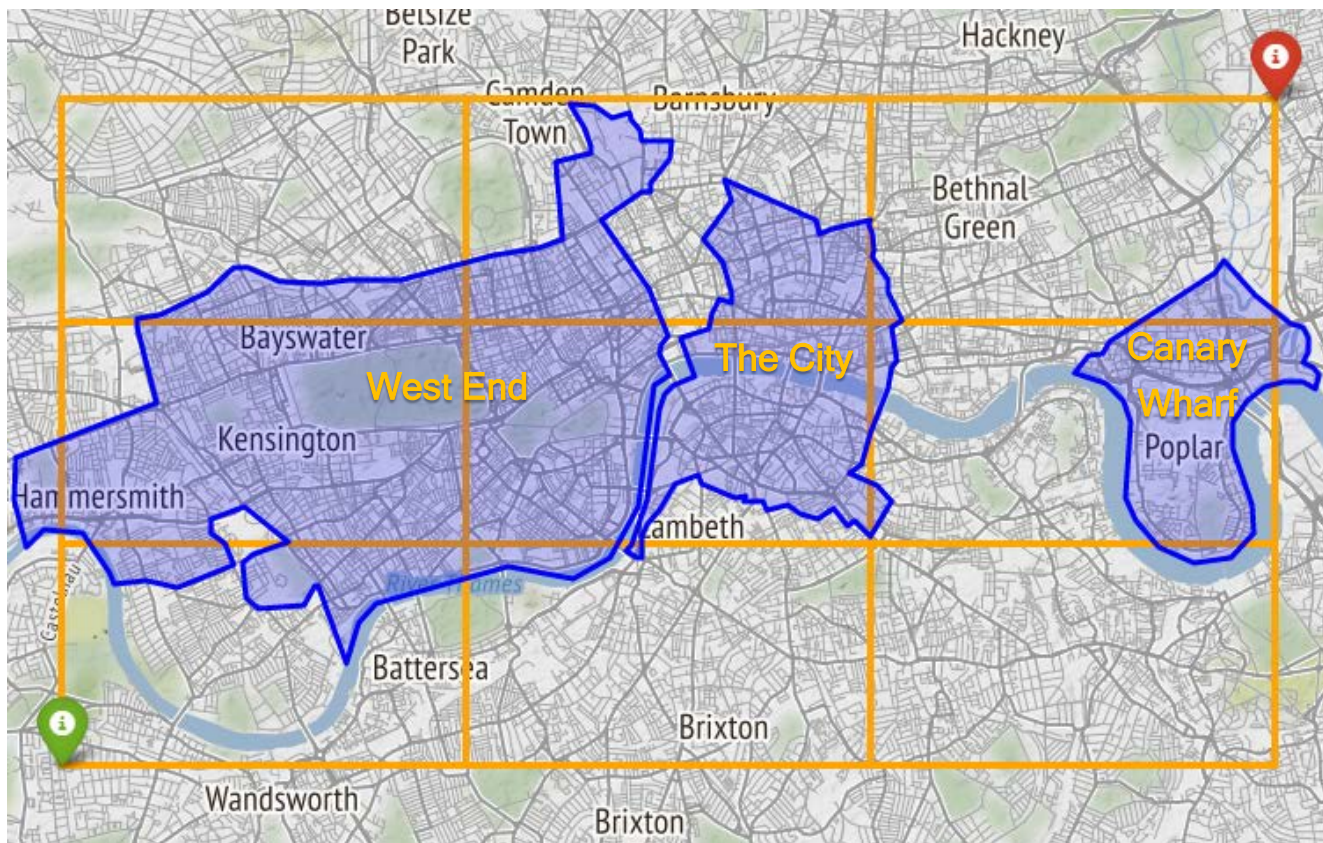 Belsize
Park
Hackney
Camden
Town
Barnsbury
Bethnal
Green
Bayswater
West End
The City
Canary
Wharf
Kensington
Poplar
Hammersmith
Lambeth
River Thames
Castelnau
Battersea
Brixton
Wandsworth
Brixton